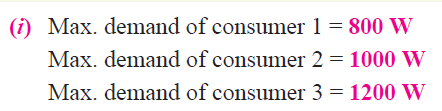 (i) Max. demand of consumer 1 = 800 W
Max. demand of consumer 2 = 1000 W
Max. demand of consumer 3 = 1200 W